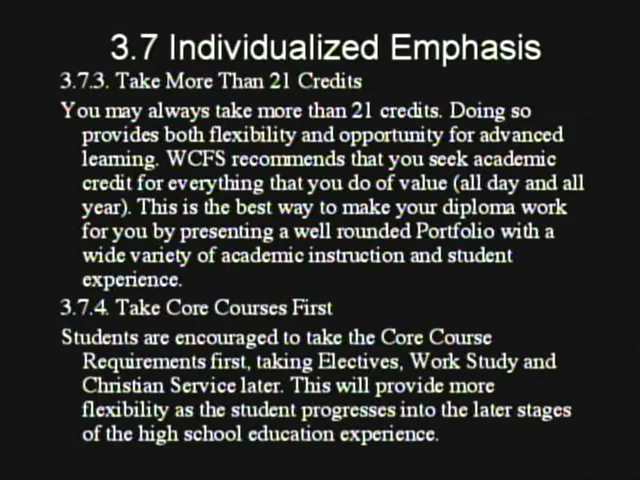 3.7 Individualized Emphasis
3.7.3. Take More Than 21 Credits
You may always take more than 21 credits. Doing so
provides both flexibility and opportunity for advanced
learning. WCFS recommends that you seek academic
credit for everything that you do of value (all day and all
year). This is the best way to make your diploma work
for you by presenting a well rounded Portfolio with a
wide variety of academic instruction and student
experience.
3.7.4. Take Core Courses First
Students are encouraged to take the Core Course
Requirements first, taking Electives, Work Study and
Christian Service later. This will provide more
flexibility as the student progresses into the later stages
of the high school education experience.